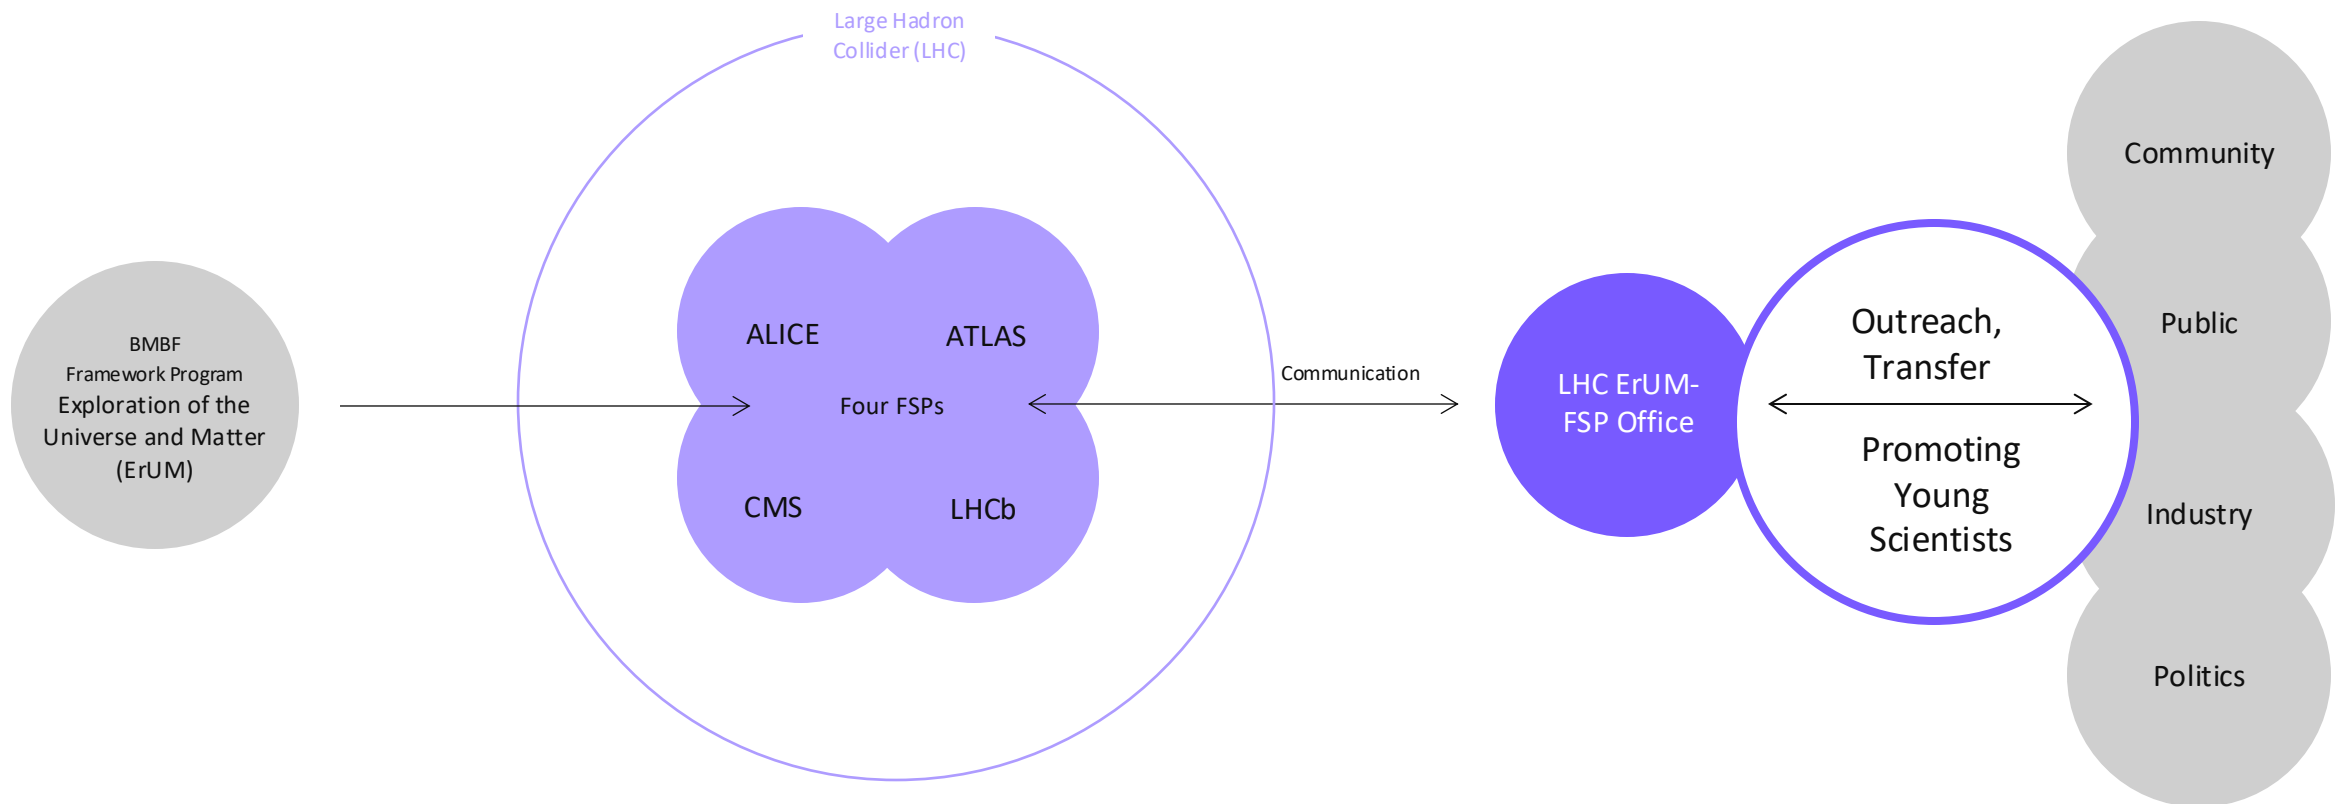 Large Hadron
Collider (LHC)
BMBF
Framework Program
Exploration of the
Universe and Matter
(ErUM)
ALICE
ATLAS
Four FSPs
CMS
LHCb
Communication
LHC ErUM-
FSP Office
Outreach,
Transfer
Promoting
Young
Scientists
Community
Public
Industry
Politics